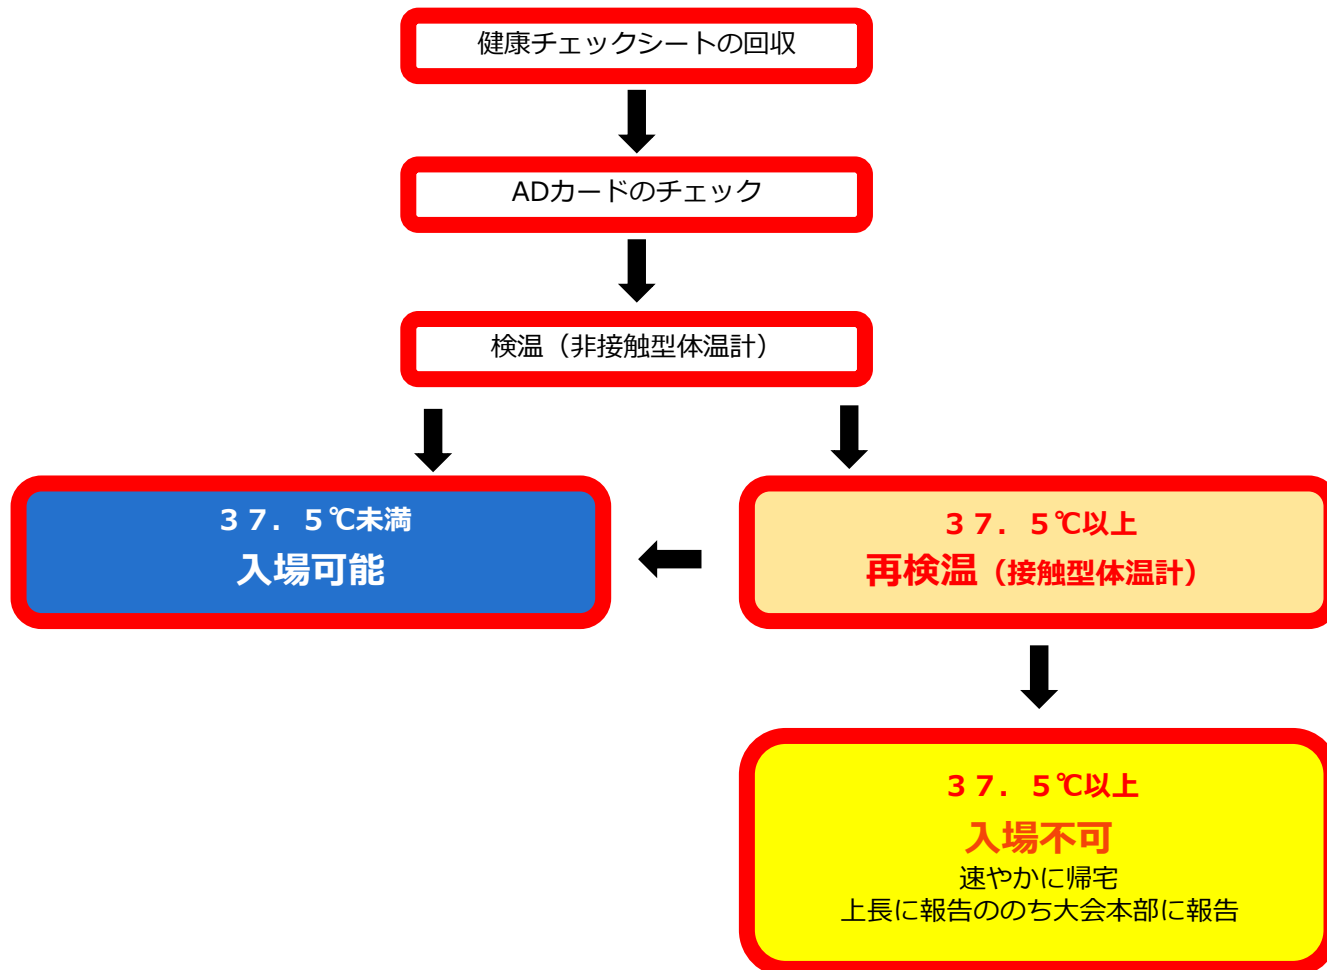 健康チェックシートの回収
ADカードのチェック
検温（非接触型体温計）
３７．５℃未満
入場可能
３７．５℃以上
再検温（接触型体温計）
３７．５℃以上
入場不可
速やかに帰宅
上長に報告ののち大会本部に報告